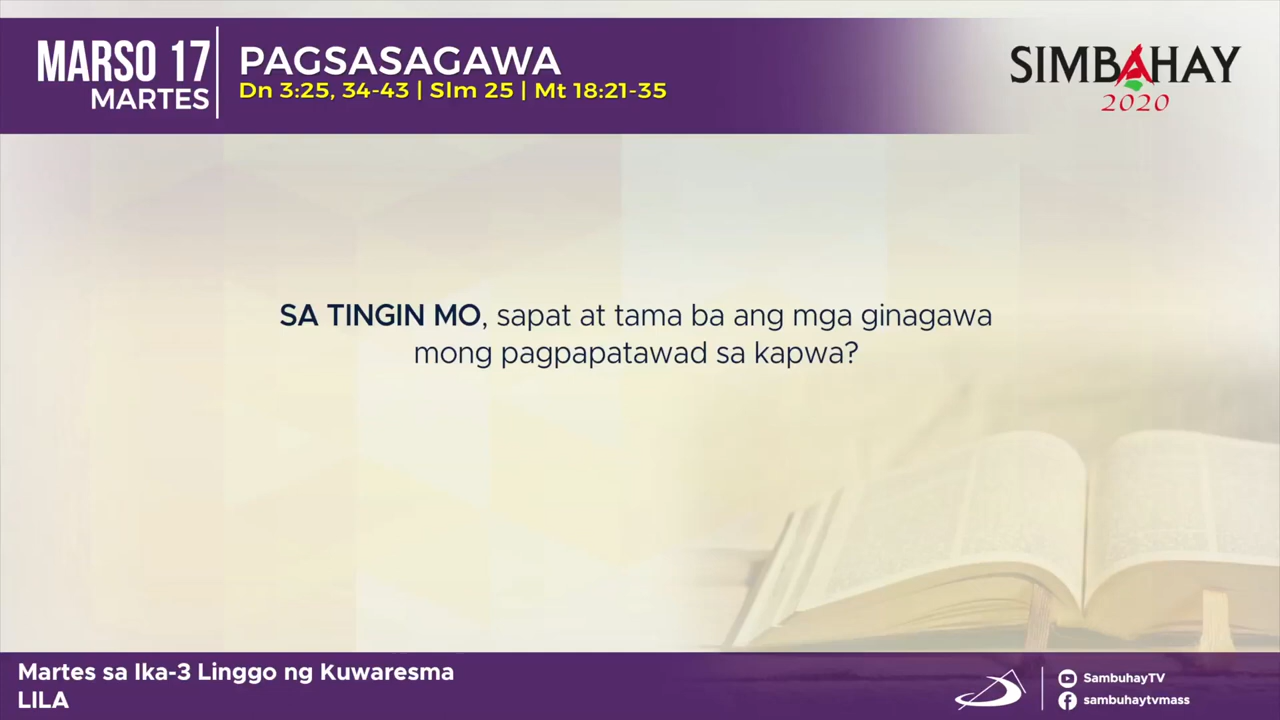 MARSO 17
MARTES
PAGSASAGAWA
Dn 3:25, 34-43 | Slm 25 | Mt 18:21-35
SIMBAHAY
2020
SA TINGIN MO, sapat at tama ba ang mga ginagawa
mong pagpapatawad sa kapwa?
Martes sa Ika-3 Linggo ng Kuwaresma
LILA
SambuhayTV
sambuhaytvmass